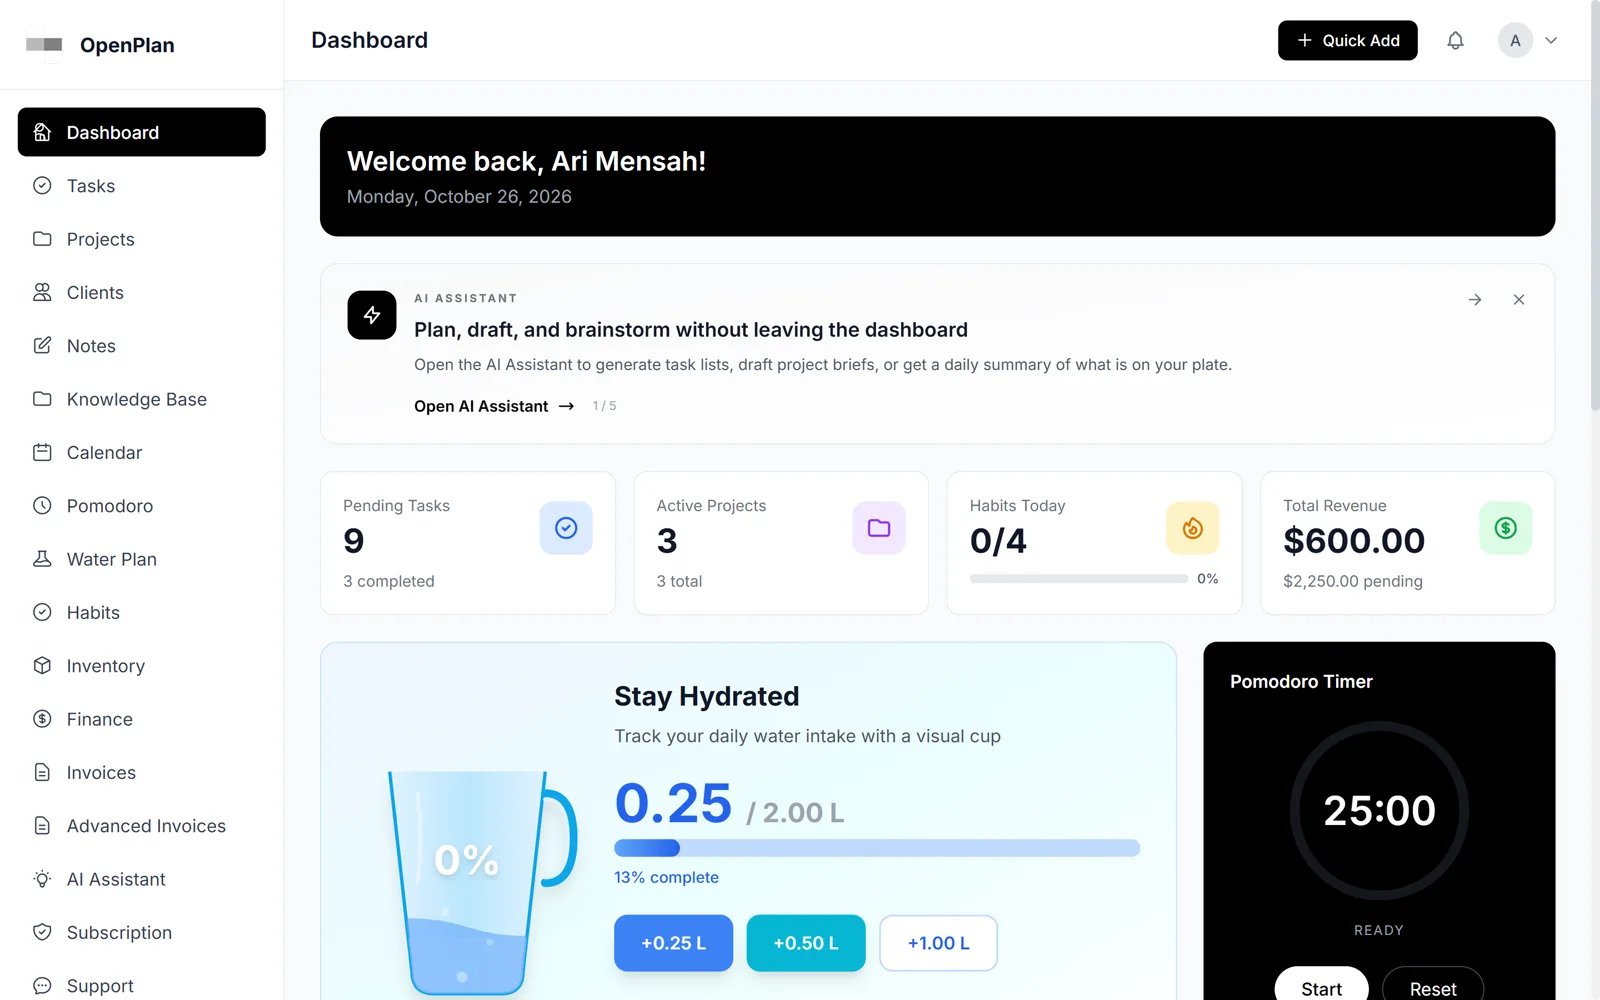 OpenPlan
Dashboard
Tasks
Projects
Clients
Notes
Knowledge Base
Calendar
Pomodoro
Water Plan
Habits
Inventory
Finance
Invoices
Advanced Invoices
AI Assistant
Subscription
Support
Dashboard
Quick Add
A
Welcome back, Ari Mensah!
Monday, October 26, 2026
AI ASSISTANT
Plan, draft, and brainstorm without leaving the dashboard
Open the AI Assistant to generate task lists, draft project briefs, or get a daily summary of what is on your plate.
Open AI Assistant → 1 / 5
Pending Tasks
9
3 completed
Active Projects
3
3 total
Habits Today
0/4
0%
Total Revenue
$600.00
$2,250.00 pending
0%
Stay Hydrated
Track your daily water intake with a visual cup
0.25 / 2.00 L
13% complete
+0.25 L +0.50 L +1.00 L
Pomodoro Timer
25:00
READY
Start Reset